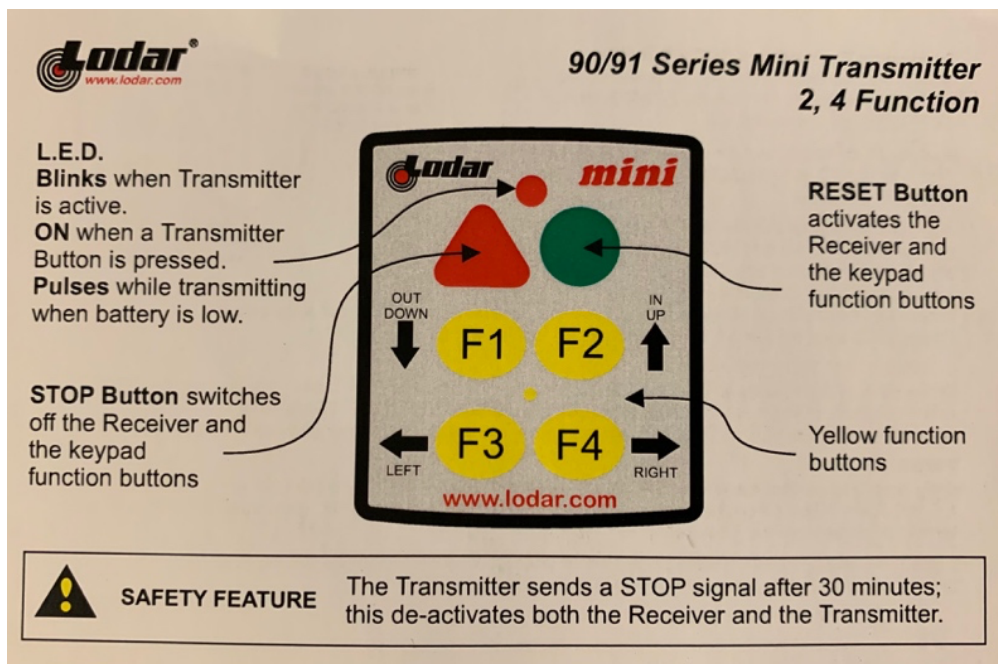 Lodar®
www.lodar.com
90/91 Series Mini Transmitter
2, 4 Function
L.E.D.
Blinks when Transmitter
is active.
ON when a Transmitter
Button is pressed.
Pulses while transmitting
when battery is low.
STOP Button switches
off the Receiver and
the keypad
function buttons
Lodar mini
OUT
DOWN
IN
UP
F1 F2
F3 F4
LEFT
RIGHT
www.lodar.com
RESET Button
activates the
Receiver and
the keypad
function buttons
Yellow function
buttons
! SAFETY FEATURE
The Transmitter sends a STOP signal after 30 minutes;
this de-activates both the Receiver and the Transmitter.